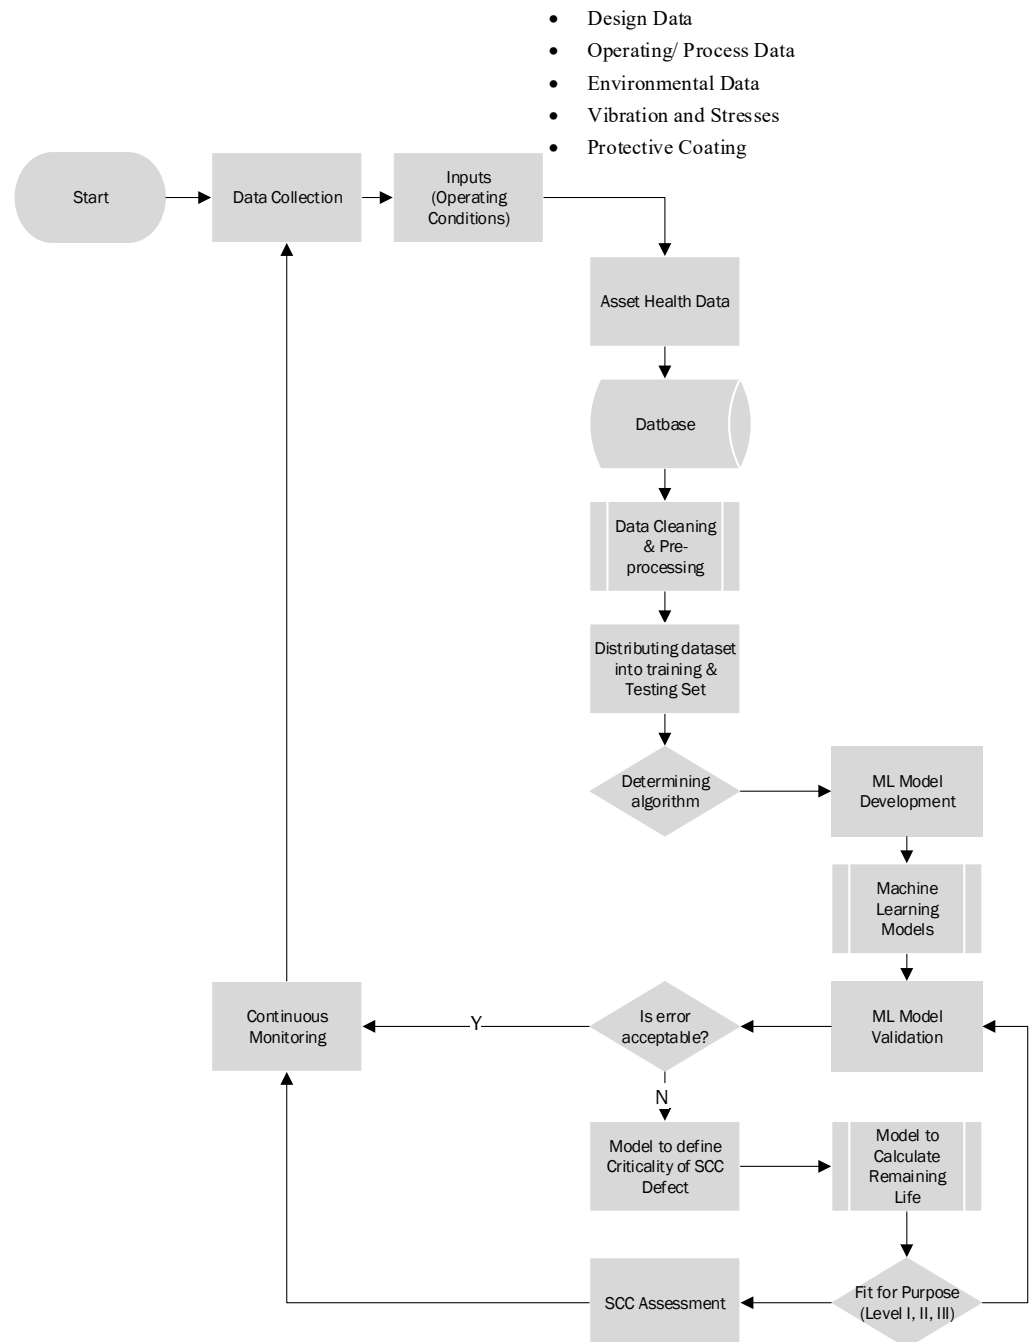 • Design Data
• Operating/ Process Data
• Environmental Data
• Vibration and Stresses
• Protective Coating
Start
Data Collection
Inputs
(Operating
Conditions)
Asset Health Data
Datbase
Data Cleaning
& Pre-
processing
Distributing dataset
into training &
Testing Set
Determining
algorithm
ML Model
Development
Machine
Learning
Models
ML Model
Validation
Is error
acceptable?
Y
Continuous
Monitoring
N
Model to define
Criticality of SCC
Defect
Model to
Calculate
Remaining
Life
Fit for Purpose
(Level I, II, III)
SCC Assessment